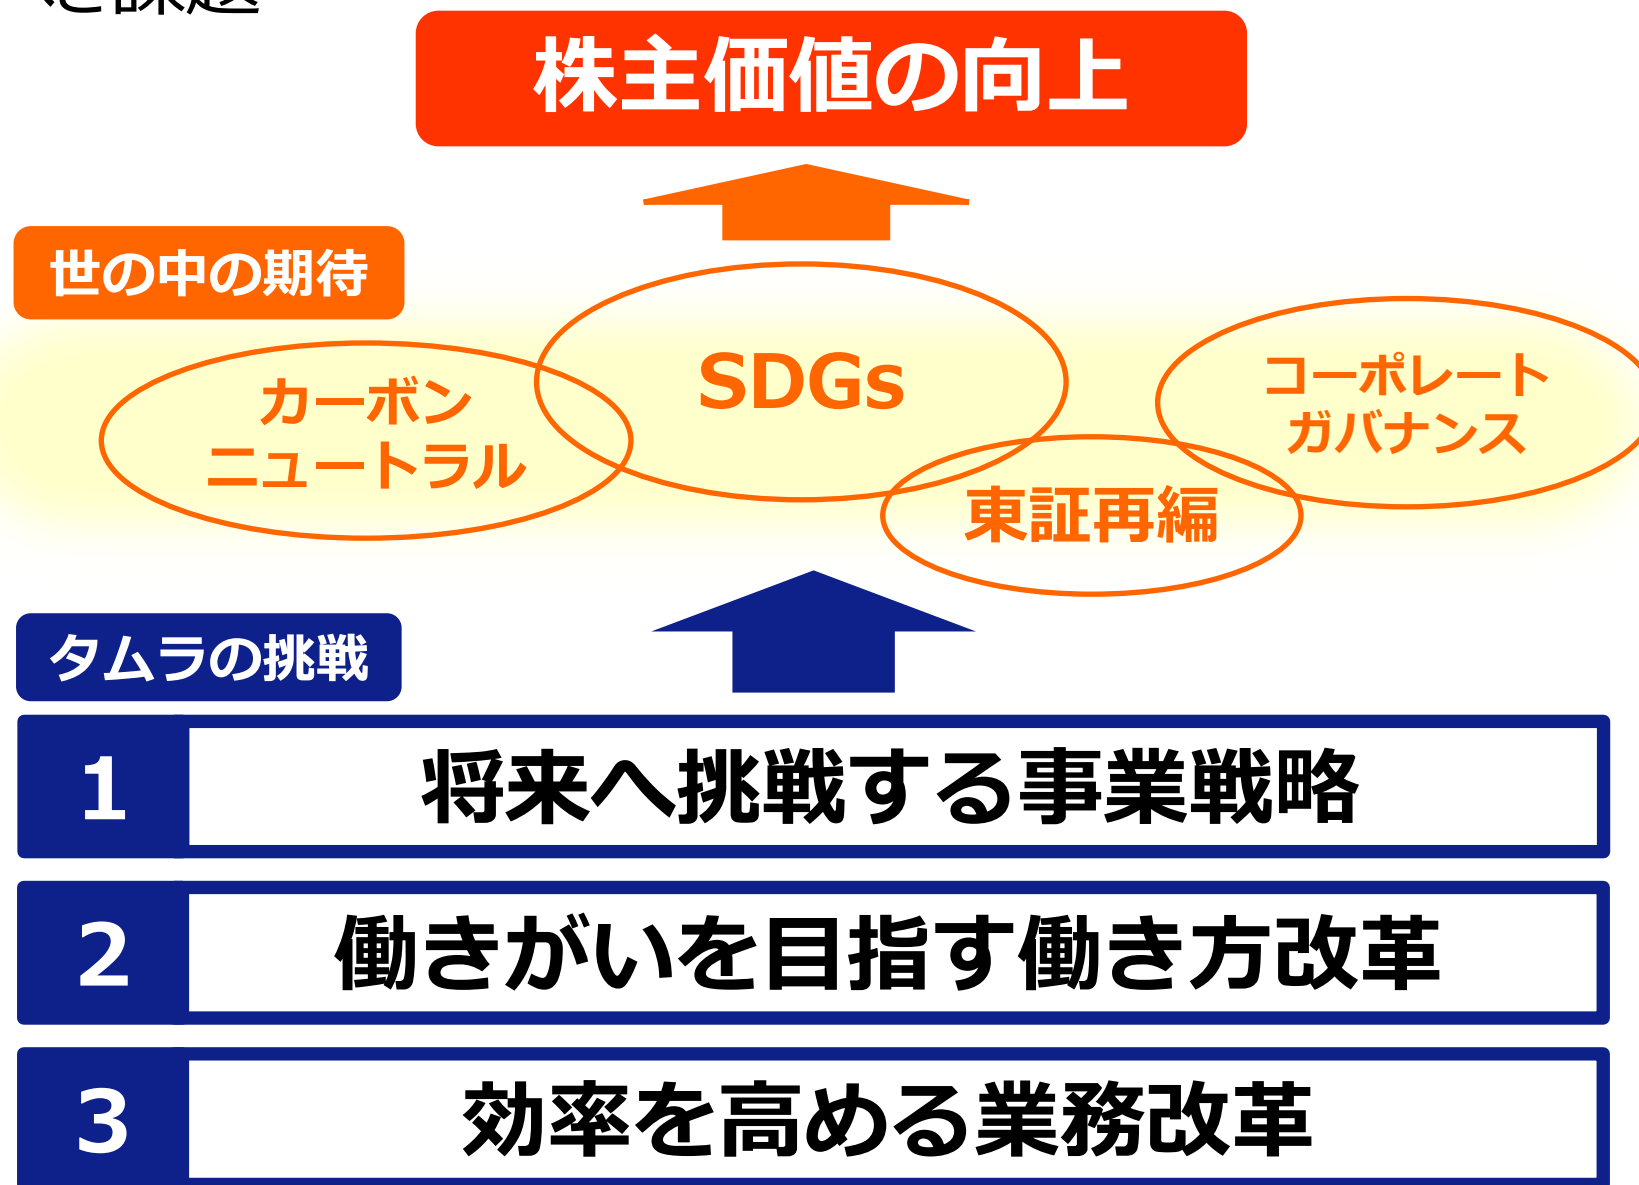 課題
株主価値の向上
世の中の期待
SDGs
カーボン
ニュートラル
コーポレート
ガバナンス
東証再編
タムラの挑戦
1
将来へ挑戦する事業戦略
2
働きがいを目指す働き方改革
3
効率を高める業務改革